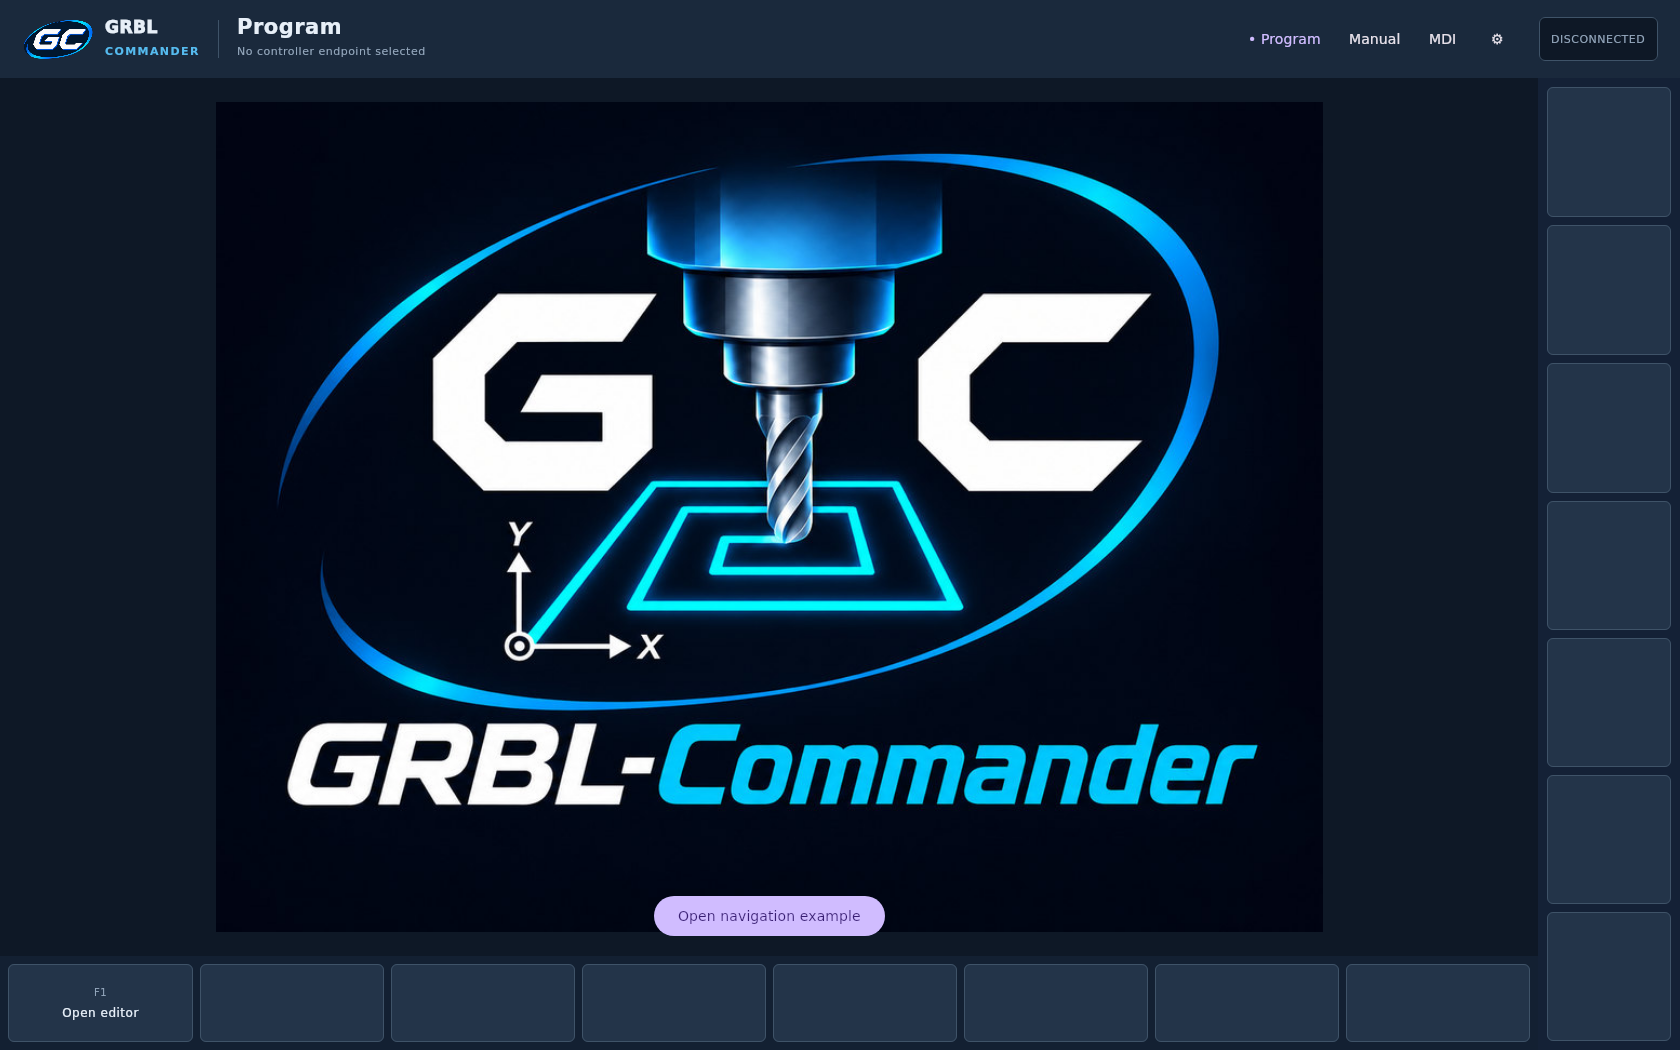 GC
GRBL
COMMANDER
Program
No controller endpoint selected
• Program
Manual
MDI
DISCONNECTED
G C
Y
X
GRBL-Commander
Open navigation example
F1
Open editor